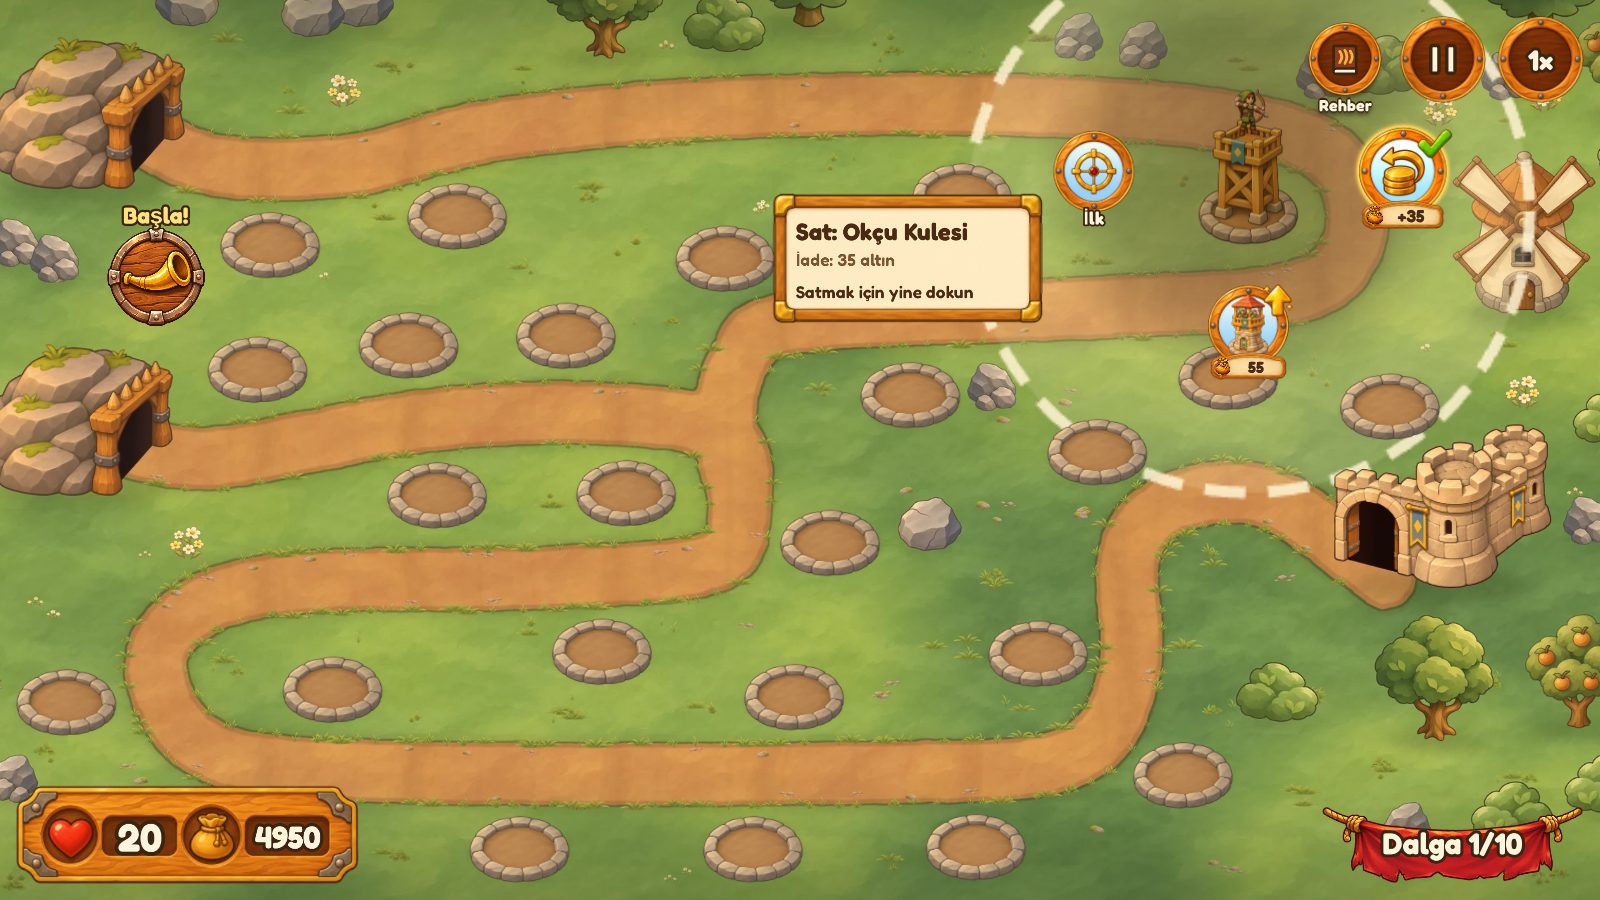 Rehber
1x
Başla!
İlk
+35
Sat: Okçu Kulesi
İade: 35 altın
Satmak için yine dokun
55
20
4950
Dalga 1/10